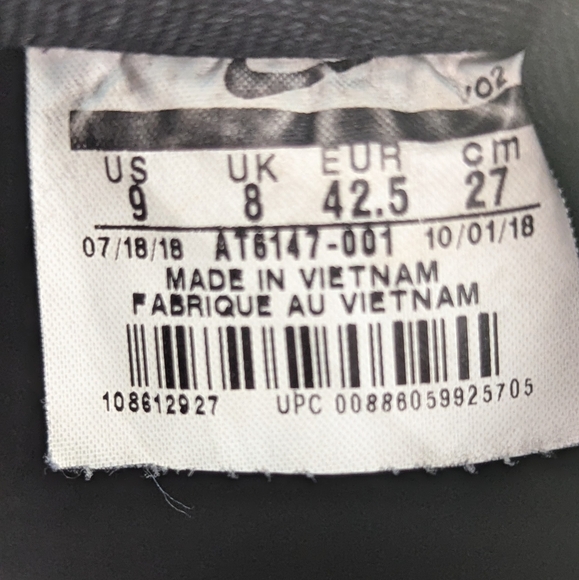 '02
US UK EUR cm
9 8 42.5 27
07/18/18 AT6147-001 10/01/18
MADE IN VIETNAM
FABRIQUE AU VIETNAM
108612927 UPC 00886059925705